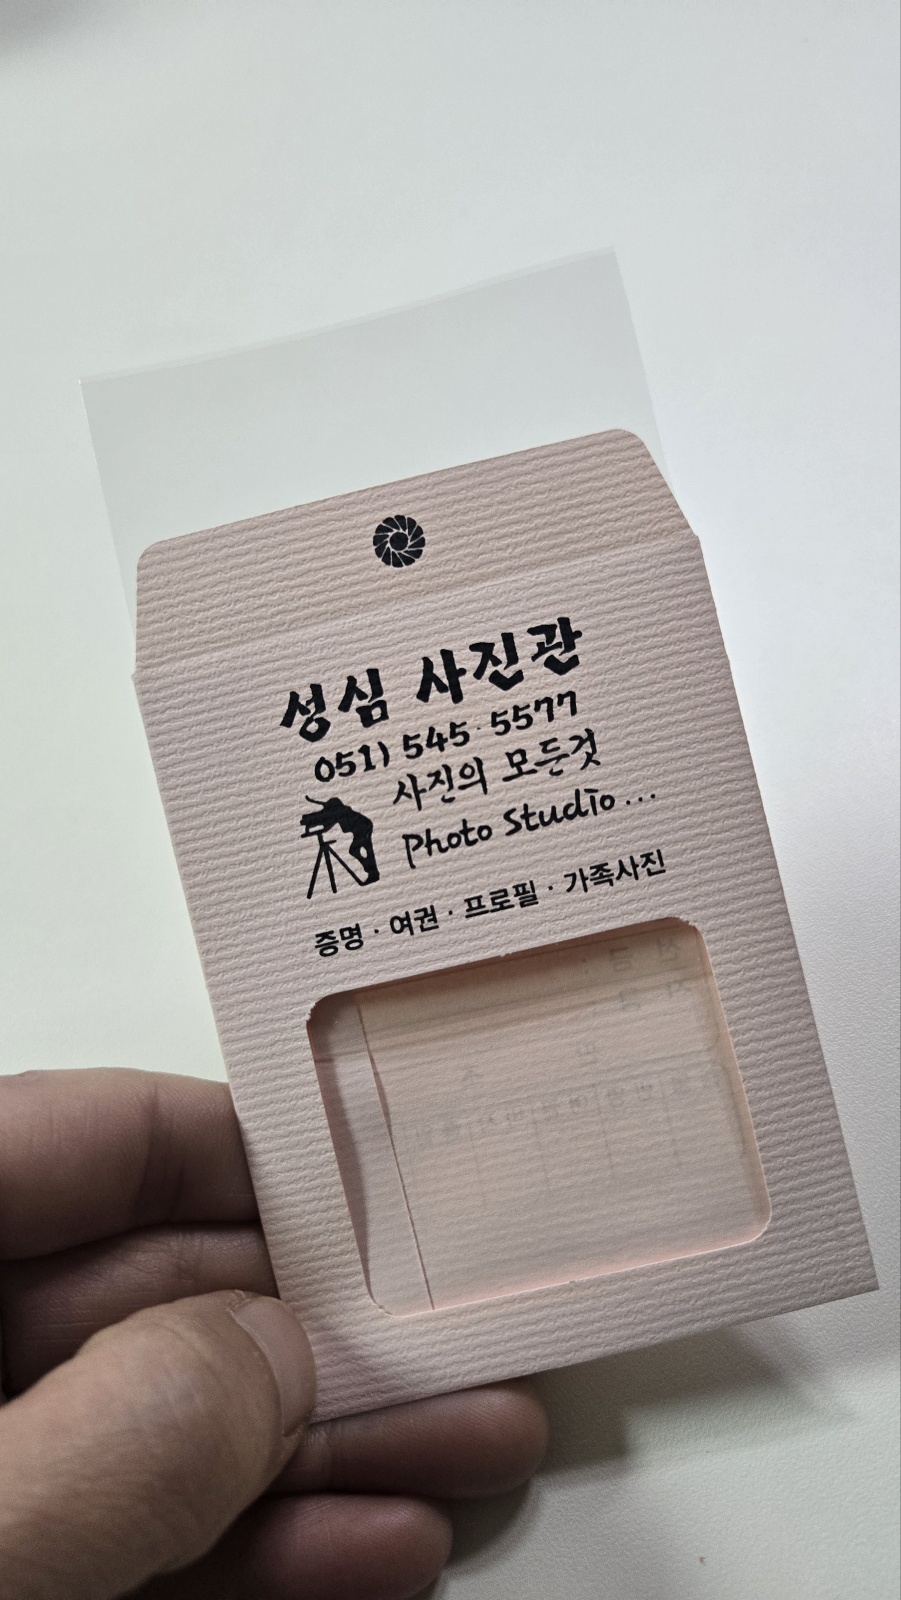 성심 사진관
051) 545-5577
사진의 모든것
Photo Studio...
증명 · 여권 · 프로필 · 가족사진